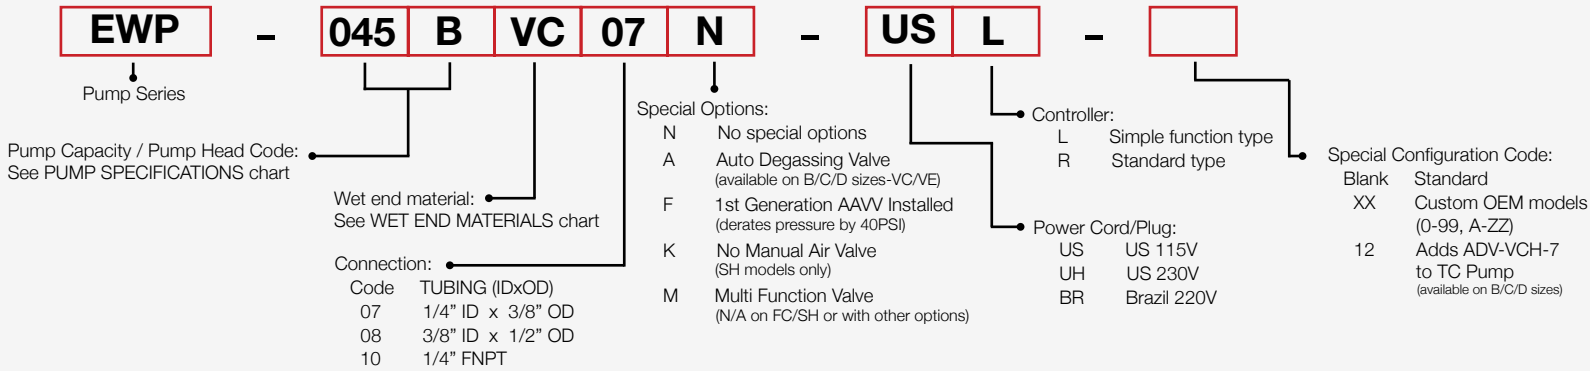 EWP - 045 B VC 07 N - US L -
Pump Series
Pump Capacity / Pump Head Code:
See PUMP SPECIFICATIONS chart
Wet end material:
See WET END MATERIALS chart
Connection:
Code TUBING (IDxOD)
07 1/4” ID x 3/8” OD
08 3/8” ID x 1/2” OD
10 1/4” FNPT
Special Options:
N No special options
A Auto Degassing Valve
(available on B/C/D sizes-VC/VE)
F 1st Generation AAVV Installed
(derates pressure by 40PSI)
K No Manual Air Valve
(SH models only)
M Multi Function Valve
(N/A on FC/SH or with other options)
Controller:
L Simple function type
R Standard type
Power Cord/Plug:
US US 115V
UH US 230V
BR Brazil 220V
Special Configuration Code:
Blank Standard
XX Custom OEM models
(0-99, A-ZZ)
12 Adds ADV-VCH-7
to TC Pump
(available on B/C/D sizes)